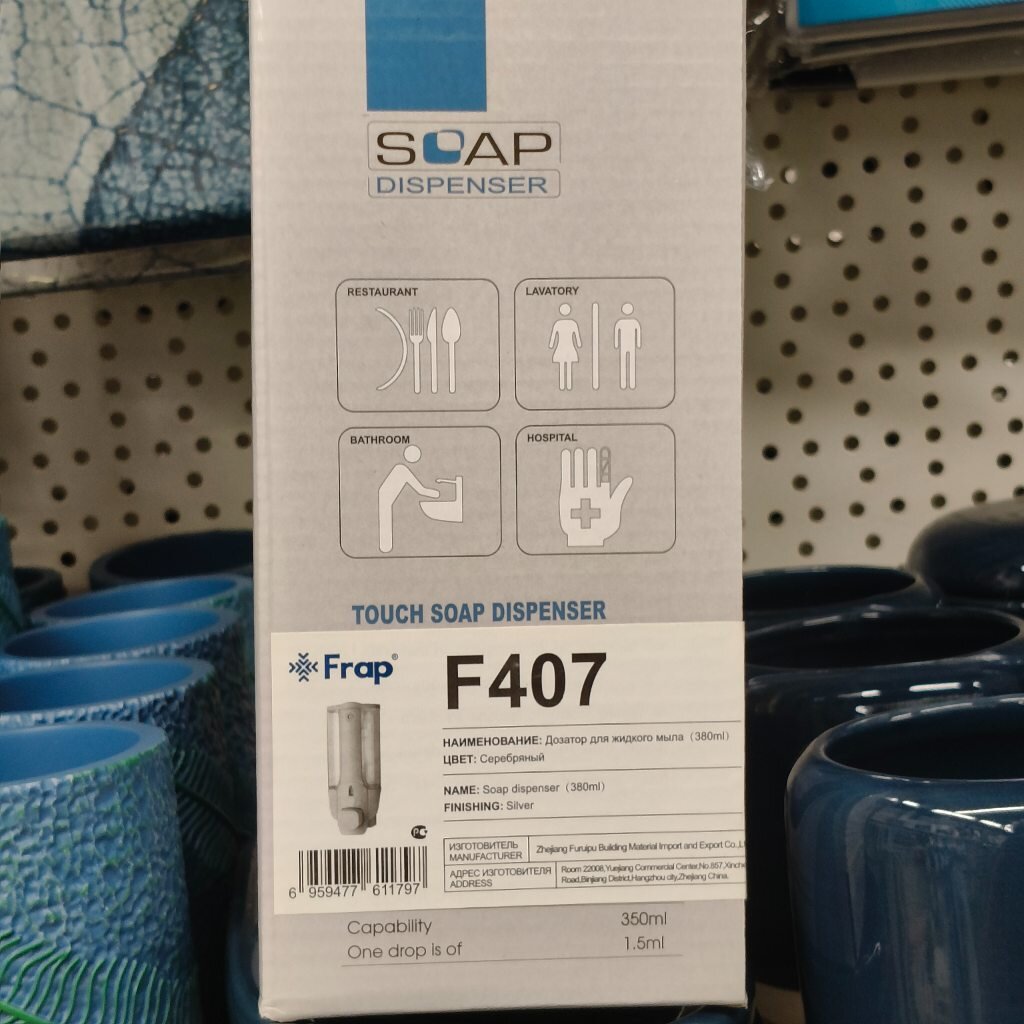 SOAP
DISPENSER
RESTAURANT
LAVATORY
BATHROOM
HOSPITAL
TOUCH SOAP DISPENSER
Frap®
F407
НАИМЕНОВАНИЕ: Дозатор для жидкого мыла (380ml)
ЦВЕТ: Серебряный
NAME: Soap dispenser (380ml)
FINISHING: Silver
ИЗГОТОВИТЕЛЬ
MANUFACTURER
Zhejiang Furuipu Building Material Import and Export Co.,
АДРЕС ИЗГОТОВИТЕЛЯ
ADDRESS
Room 22008,Yuejiang Commercial Center,No.857,
Road,Binjiang District,Hangzhou city,Zhejiang China.
6 959477 611797
Capability 350ml
One drop is of 1.5ml